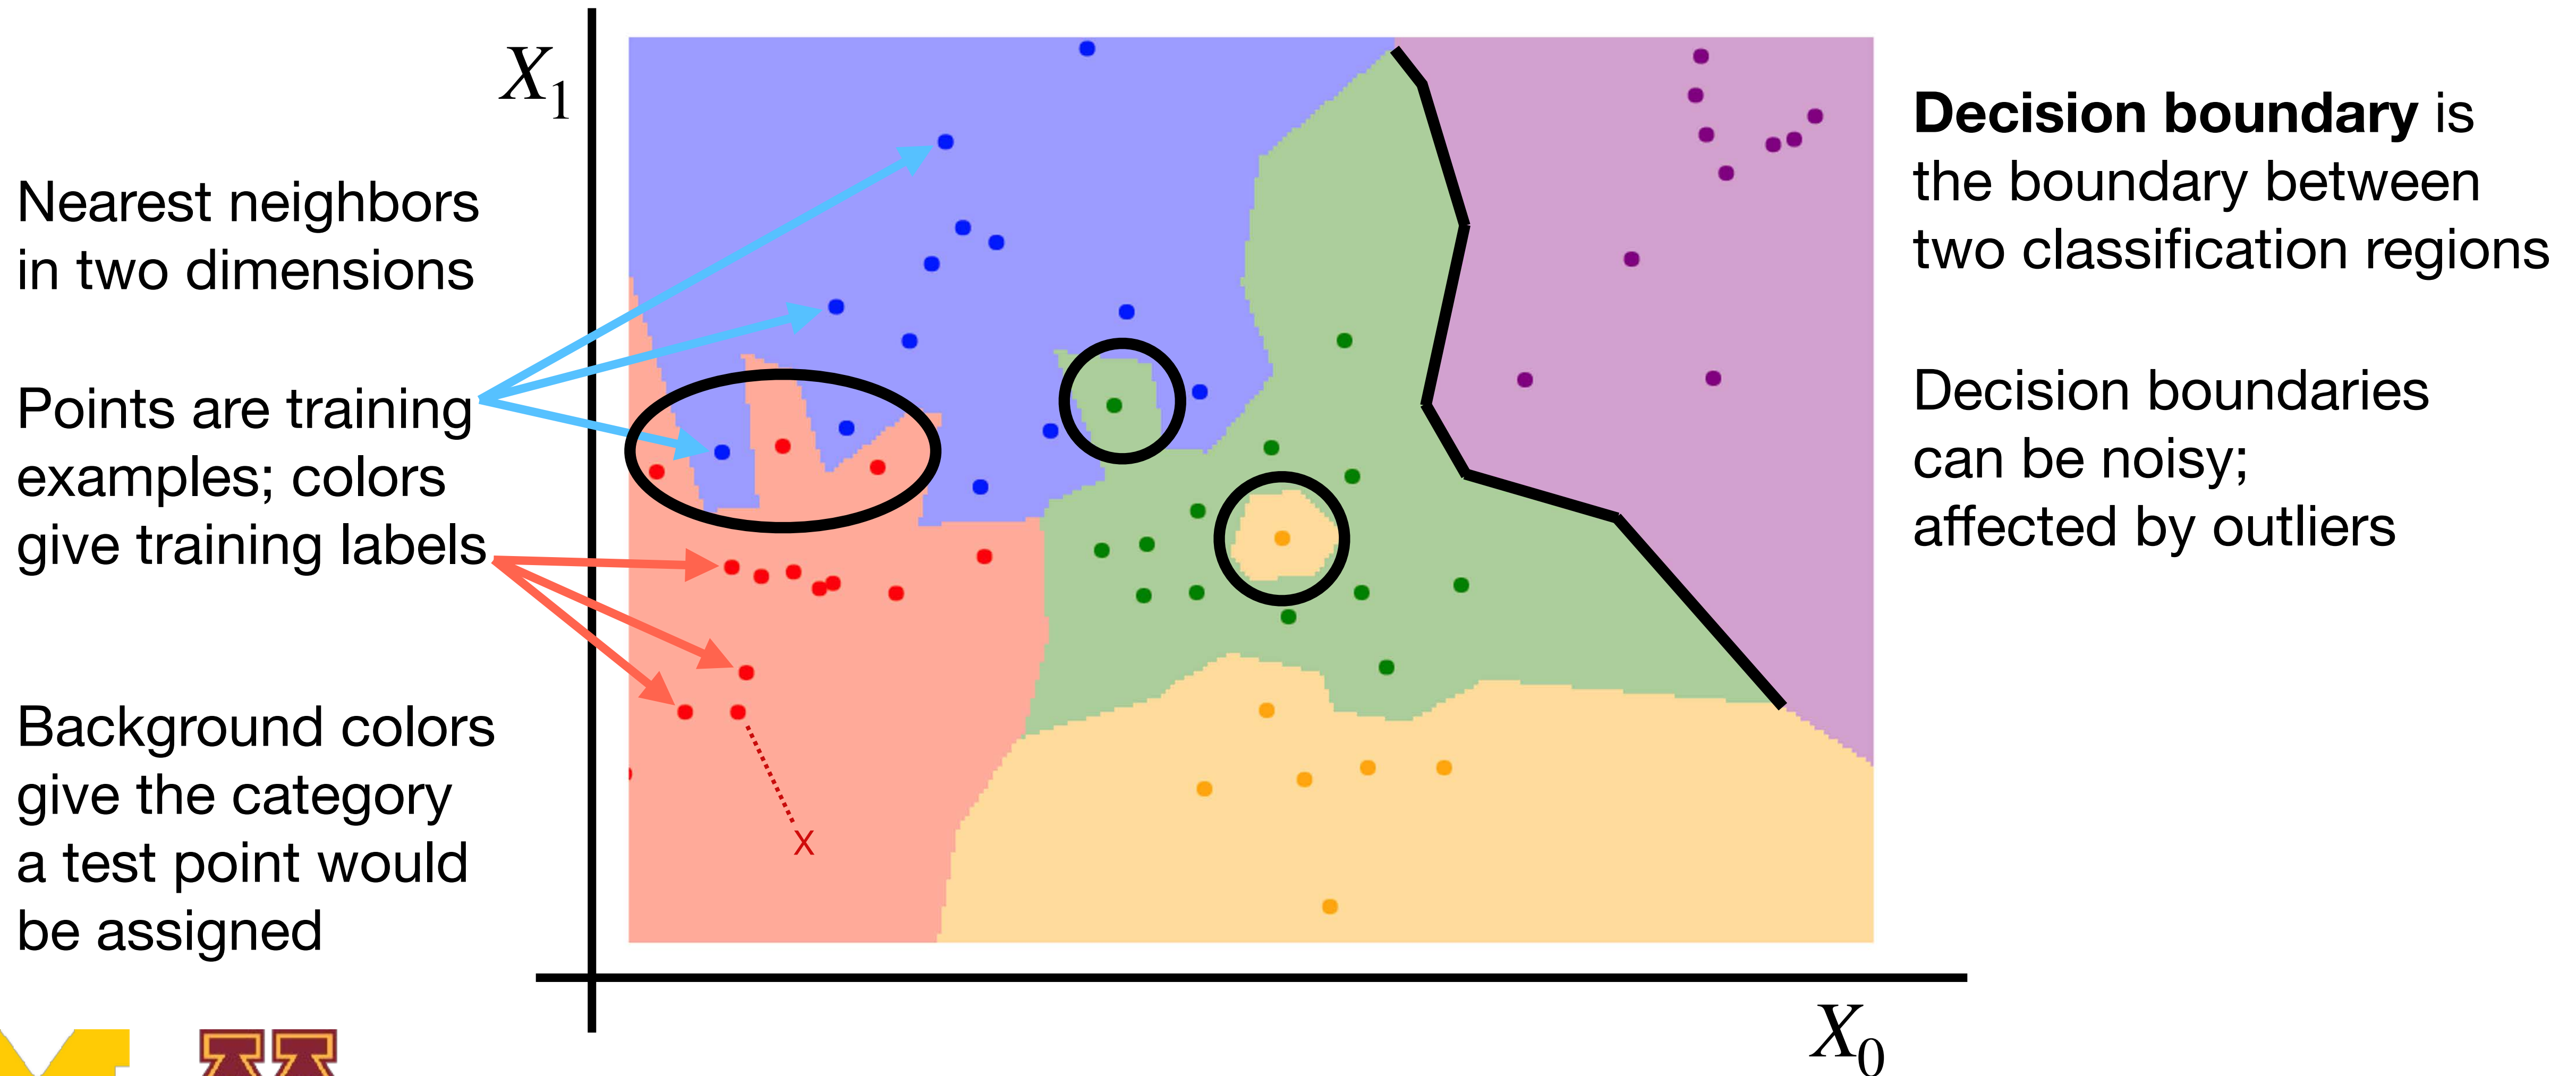 Nearest neighbors
in two dimensions
Points are training
examples; colors
give training labels
Background colors
give the category
a test point would
be assigned
X₁
X
X₀
Decision boundary is
the boundary between
two classification regions
Decision boundaries
can be noisy;
affected by outliers